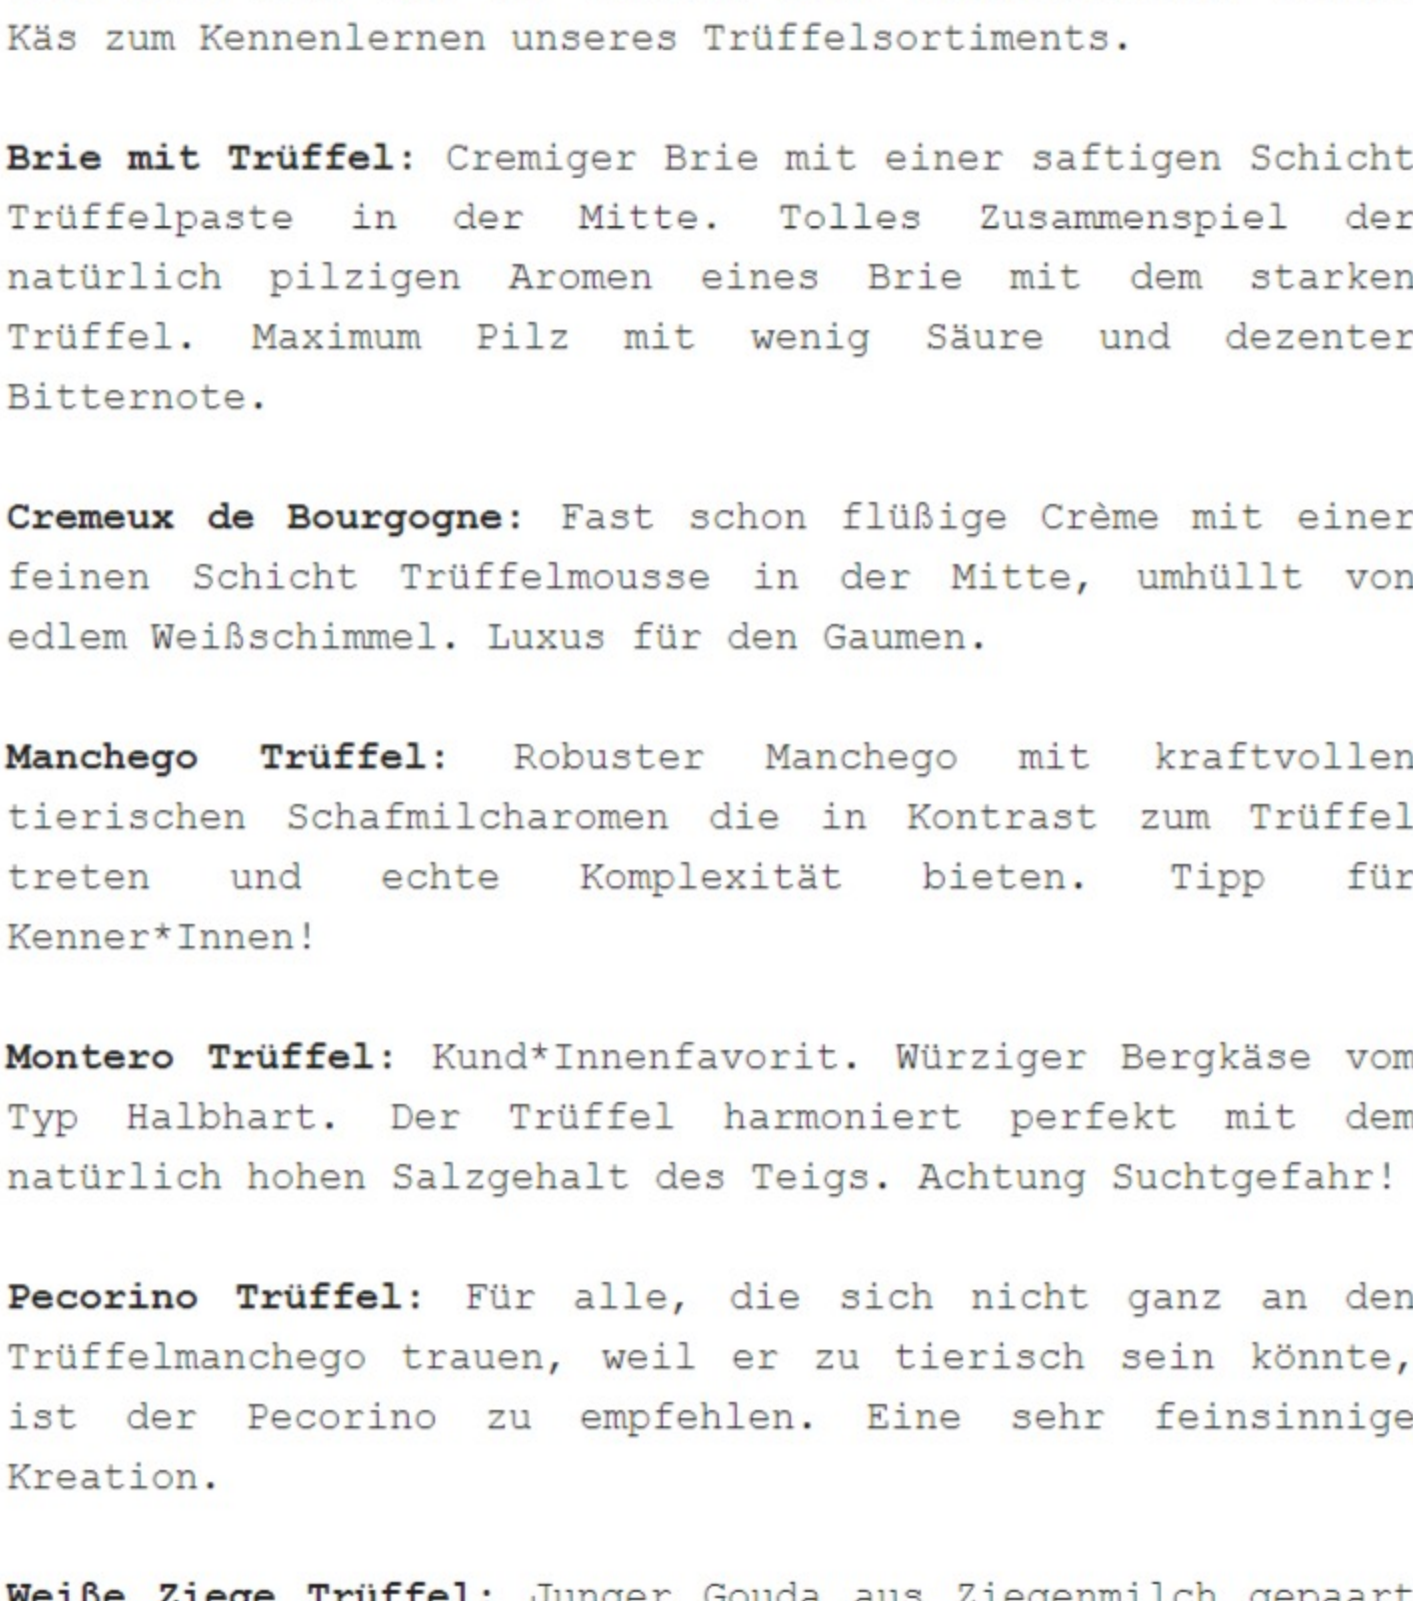 Käs zum Kennenlernen unseres Trüffelsortiments.
Brie mit Trüffel: Cremiger Brie mit einer saftigen Schicht
Trüffelpaste in der Mitte. Tolles Zusammenspiel der
natürlich pilzigen Aromen eines Brie mit dem starken
Trüffel. Maximum Pilz mit wenig Säure und dezenter
Bitternote.
Cremeux de Bourgogne: Fast schon flüßige Crème mit einer
feinen Schicht Trüffelmousse in der Mitte, umhüllt von
edlem Weißschimmel. Luxus für den Gaumen.
Manchego Trüffel: Robuster Manchego mit kraftvollen
tierischen Schafmilcharomen die in Kontrast zum Trüffel
treten und echte Komplexität bieten. Tipp für
Kenner*Innen!
Montero Trüffel: Kund*Innenfavorit. Würziger Bergkäse vom
Typ Halbhart. Der Trüffel harmoniert perfekt mit dem
natürlich hohen Salzgehalt des Teigs. Achtung Suchtgefahr!
Pecorino Trüffel: Für alle, die sich nicht ganz an den
Trüffelmanchego trauen, weil er zu tierisch sein könnte,
ist der Pecorino zu empfehlen. Eine sehr feinsinnige
Kreation.
Weiße Ziege Trüffel: Junger Gouda aus Ziegenmilch gepaart